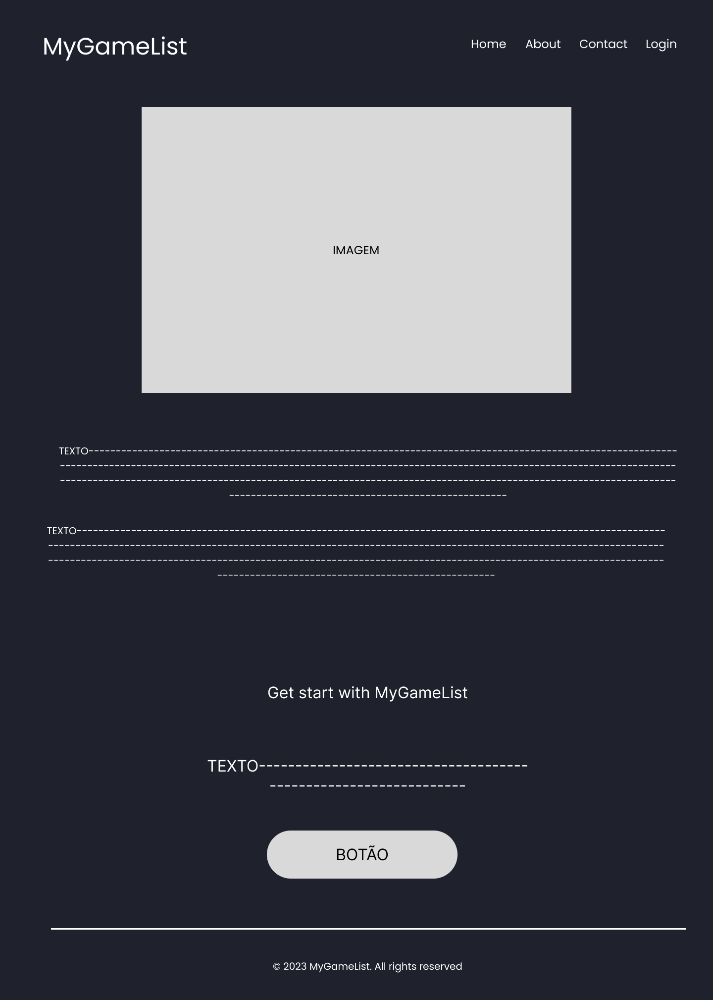 MyGameList
Home About Contact Login
IMAGEM
TEXTO------------------------------------------------------------------------------------------------------------
-----------------------------------------------------------------------------------------------------------------
-----------------------------------------------------------------------------------------------------------------
---------------------------------------------------
TEXTO------------------------------------------------------------------------------------------------------------
-----------------------------------------------------------------------------------------------------------------
-----------------------------------------------------------------------------------------------------------------
---------------------------------------------------
Get start with MyGameList
TEXTO-------------------------------------
---------------------------
BOTÃO
© 2023 MyGameList. All rights reserved